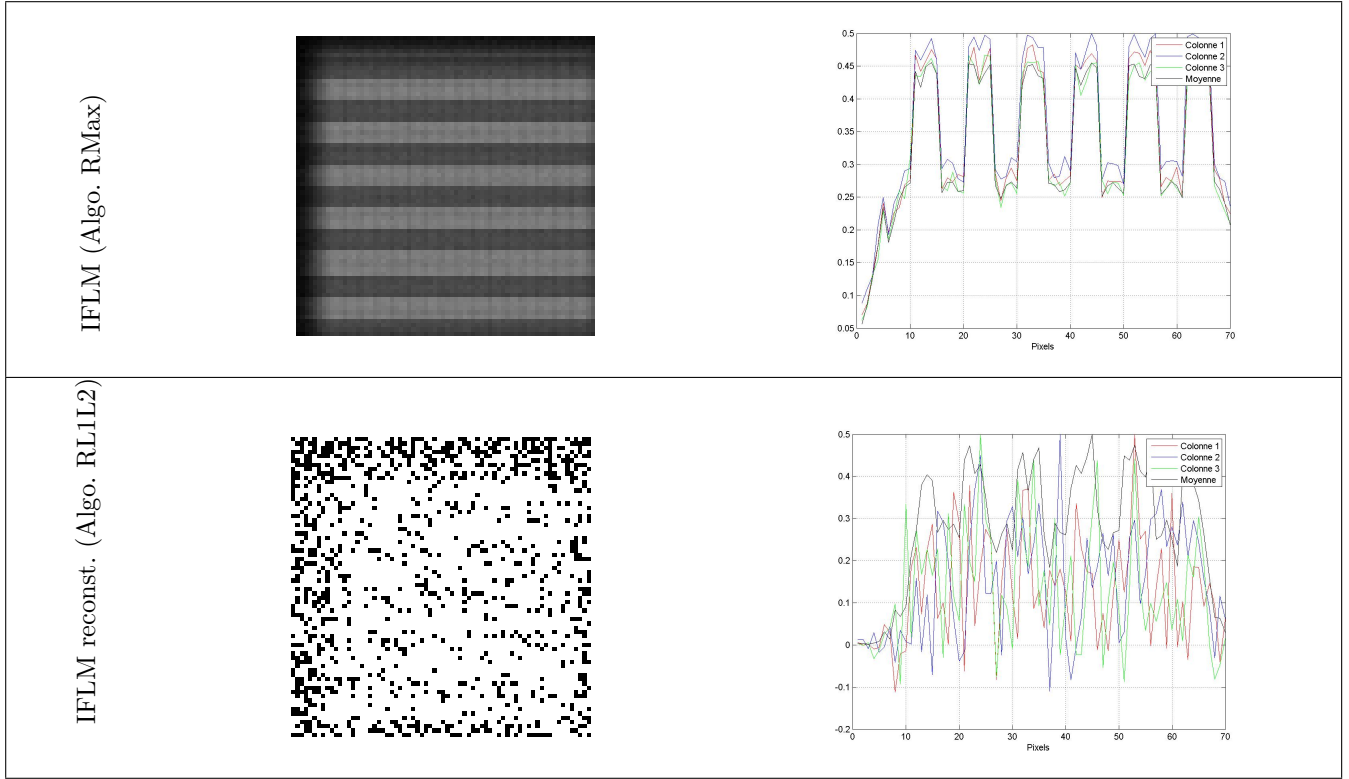 IFLM (Algo. RMax)
0.5
0.45
0.4
0.35
0.3
0.25
0.2
0.15
0.1
0.05
0 10 20 30 40 50 60 70
Pixels
Colonne 1
Colonne 2
Colonne 3
Moyenne
IFLM reconst. (Algo. RL1L2)
0.5
0.4
0.3
0.2
0.1
0
-0.1
-0.2
0 10 20 30 40 50 60 70
Pixels
Colonne 1
Colonne 2
Colonne 3
Moyenne